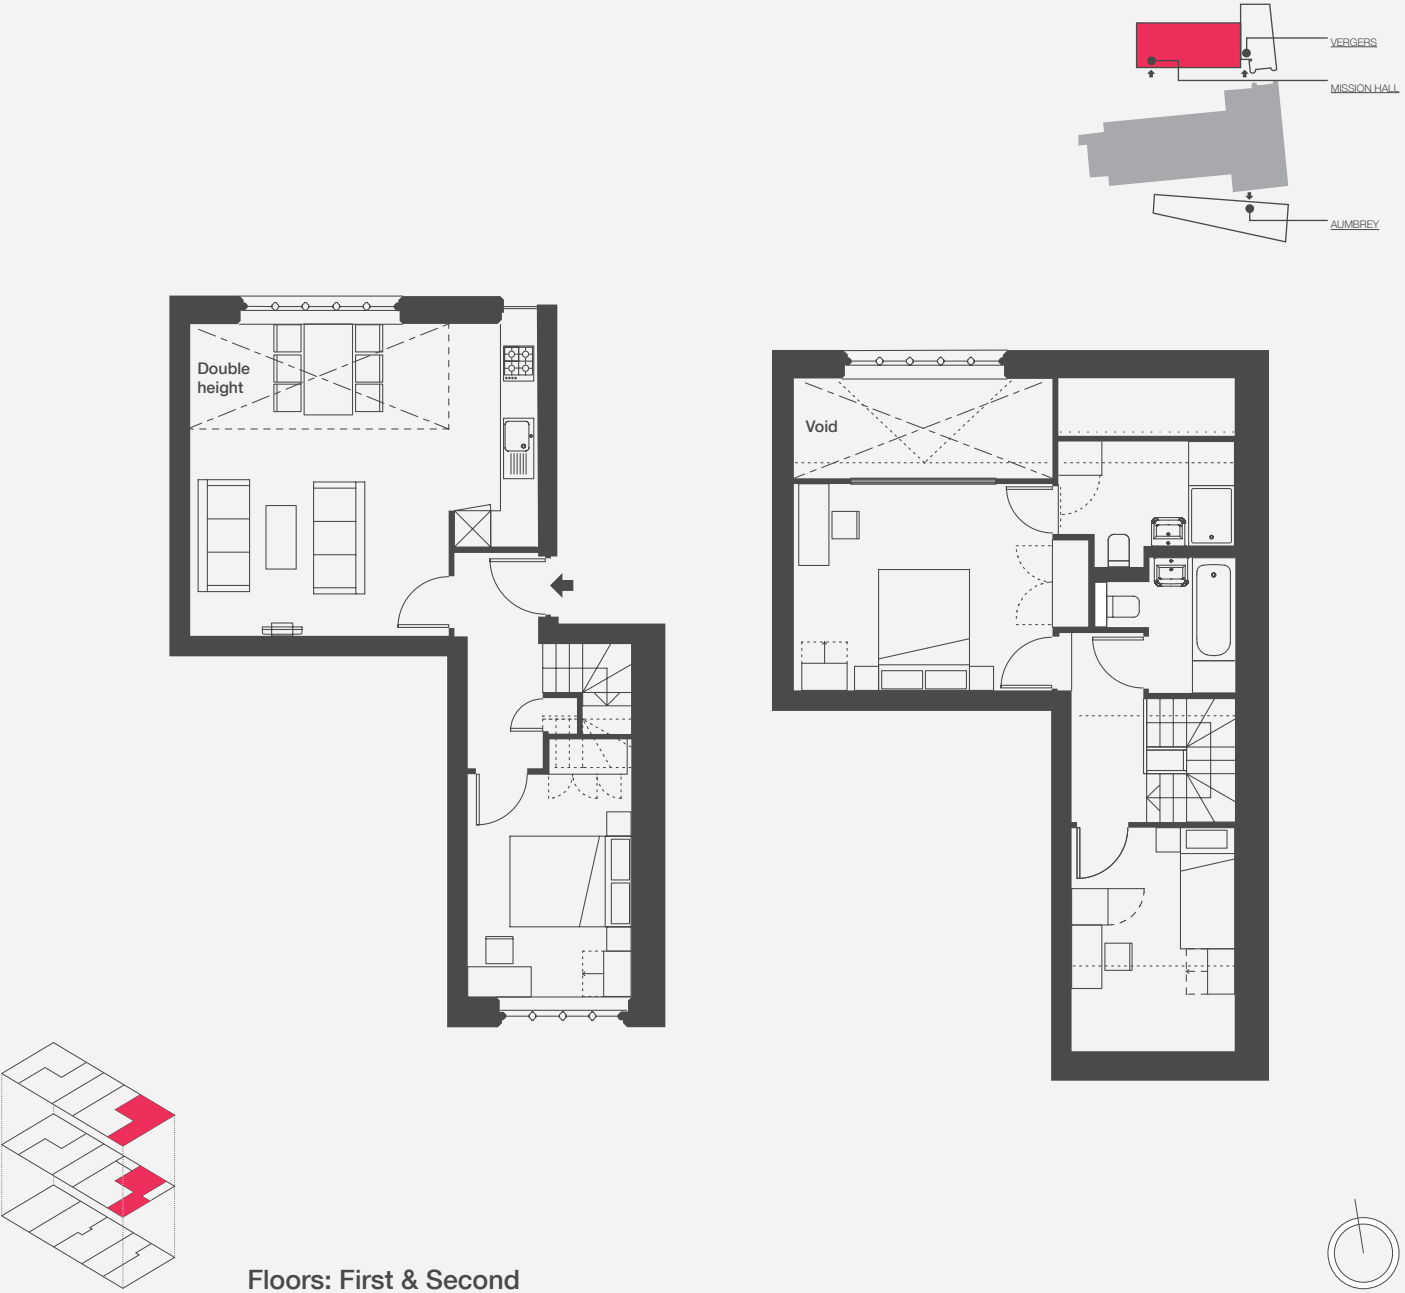 VERGERS
MISSION HALL
AUMBREY
Double
height
Void
Floors: First & Second